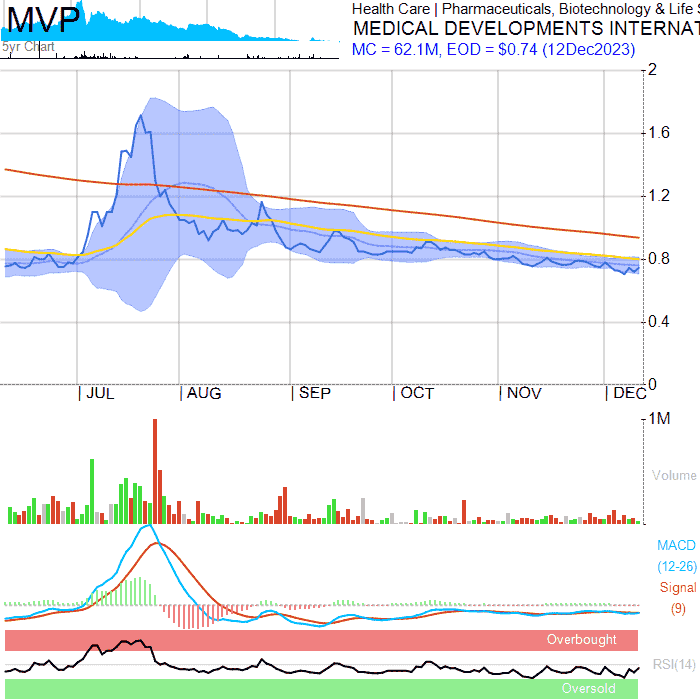 MVP
5yr Chart
Health Care | Pharmaceuticals, Biotechnology & Life S
MEDICAL DEVELOPMENTS INTERNAT
MC = 62.1M, EOD = $0.74 (12Dec2023)
2
1.6
1.2
0.8
0.4
0
| JUL | AUG | SEP | OCT | NOV | DEC
1M
Volume
MACD
(12-26)
Signal
(9)
Overbought
RSI(14)
Oversold